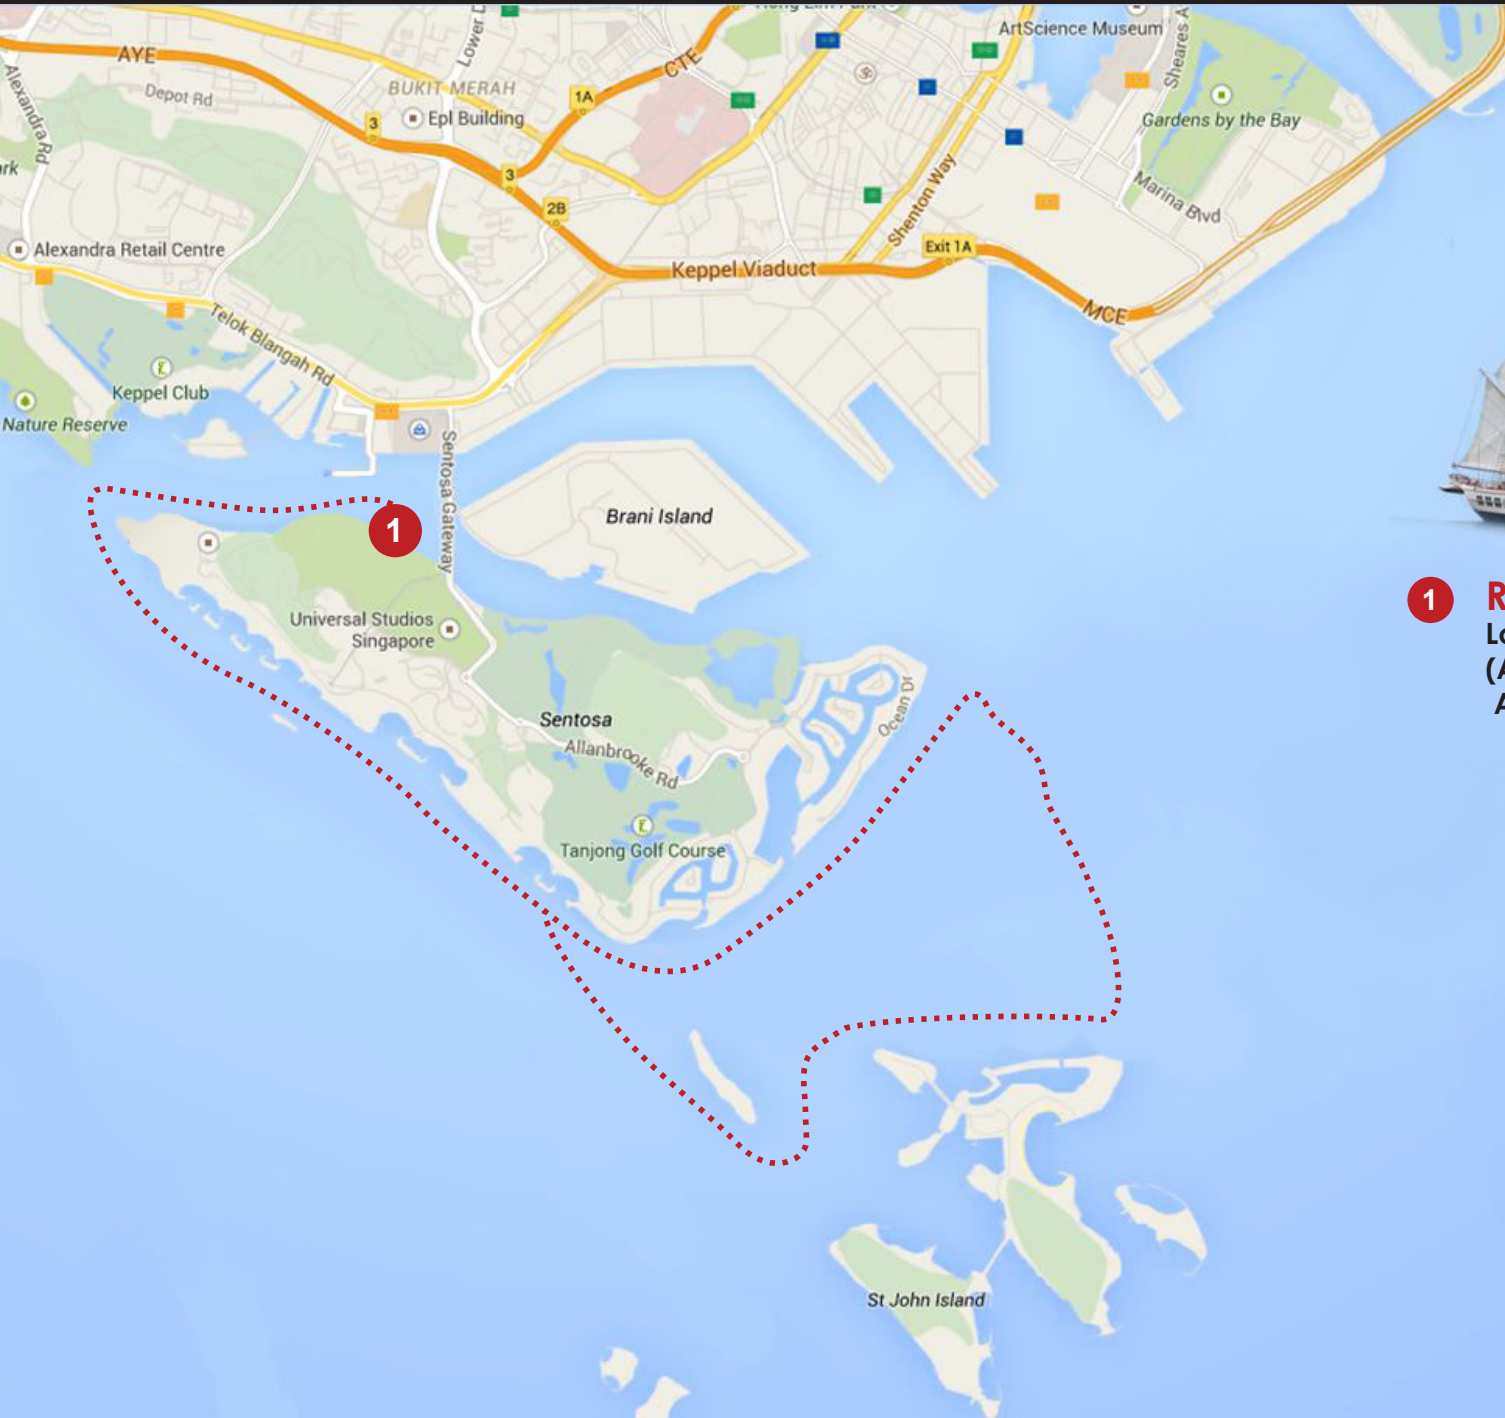 ArtScience Museum
Sheares A
Lower D
AYE
CTE
BUKIT MERAH
Depot Rd
1A
Alexandra Rd
3
Epl Building
Gardens by the Bay
ark
3
Marina Blvd
2B
Shenton Way
Alexandra Retail Centre
Exit 1A
Keppel Viaduct
MCE
Telok Blangah Rd
Keppel Club
Nature Reserve
Sentosa Gateway
Brani Island
1
1
R
Lo
(A
A
Universal Studios
Singapore
Ocean Dr
Sentosa
Allanbrooke Rd
Tanjong Golf Course
St John Island